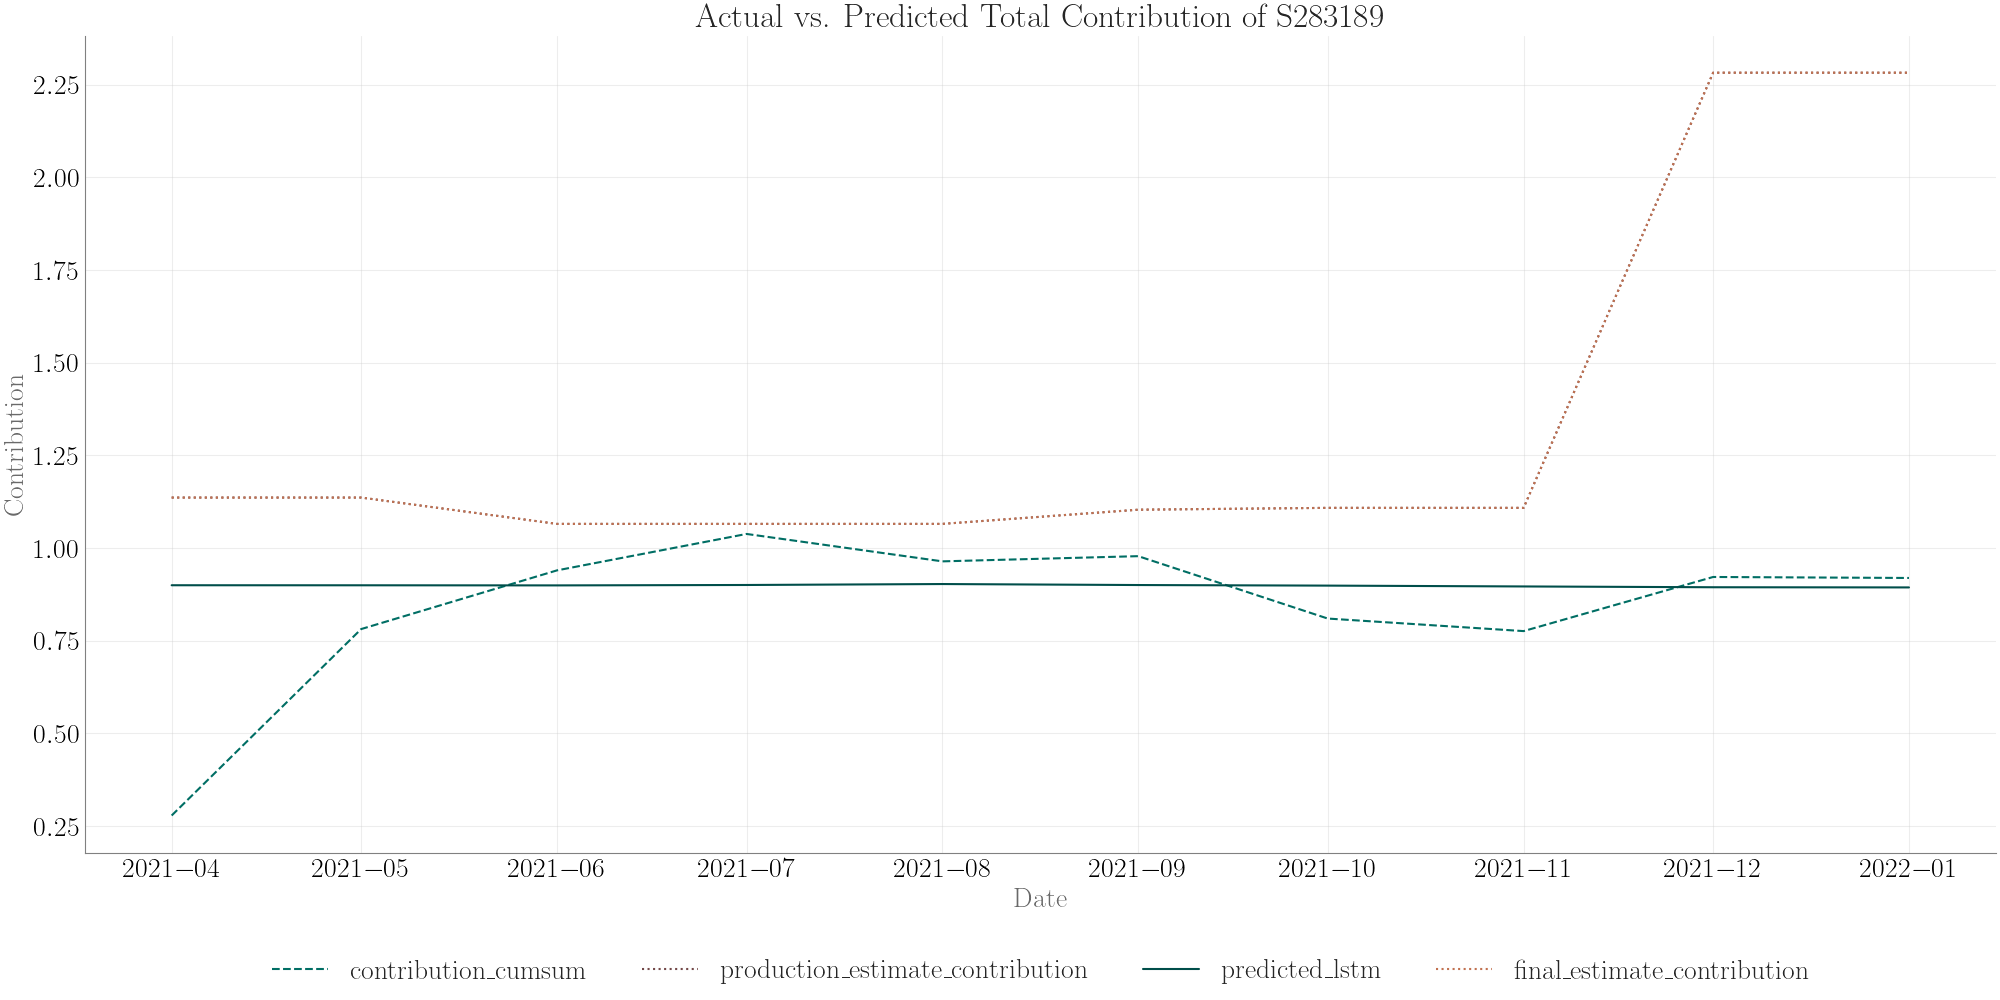 Actual vs. Predicted Total Contribution of S283189
Contribution
2.25
2.00
1.75
1.50
1.25
1.00
0.75
0.50
0.25
2021−04 2021−05 2021−06 2021−07 2021−08 2021−09 2021−10 2021−11 2021−12 2022−01
Date
contribution_cumsum production_estimate_contribution predicted_lstm final_estimate_contribution